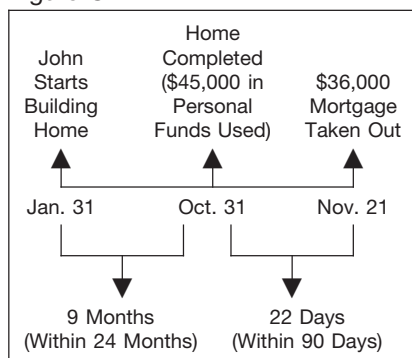 John
Starts
Building
Home
Home
Completed
($45,000 in
Personal
Funds Used)
$36,000
Mortgage
Taken Out
Jan. 31
Oct. 31
Nov. 21
9 Months
(Within 24 Months)
22 Days
(Within 90 Days)